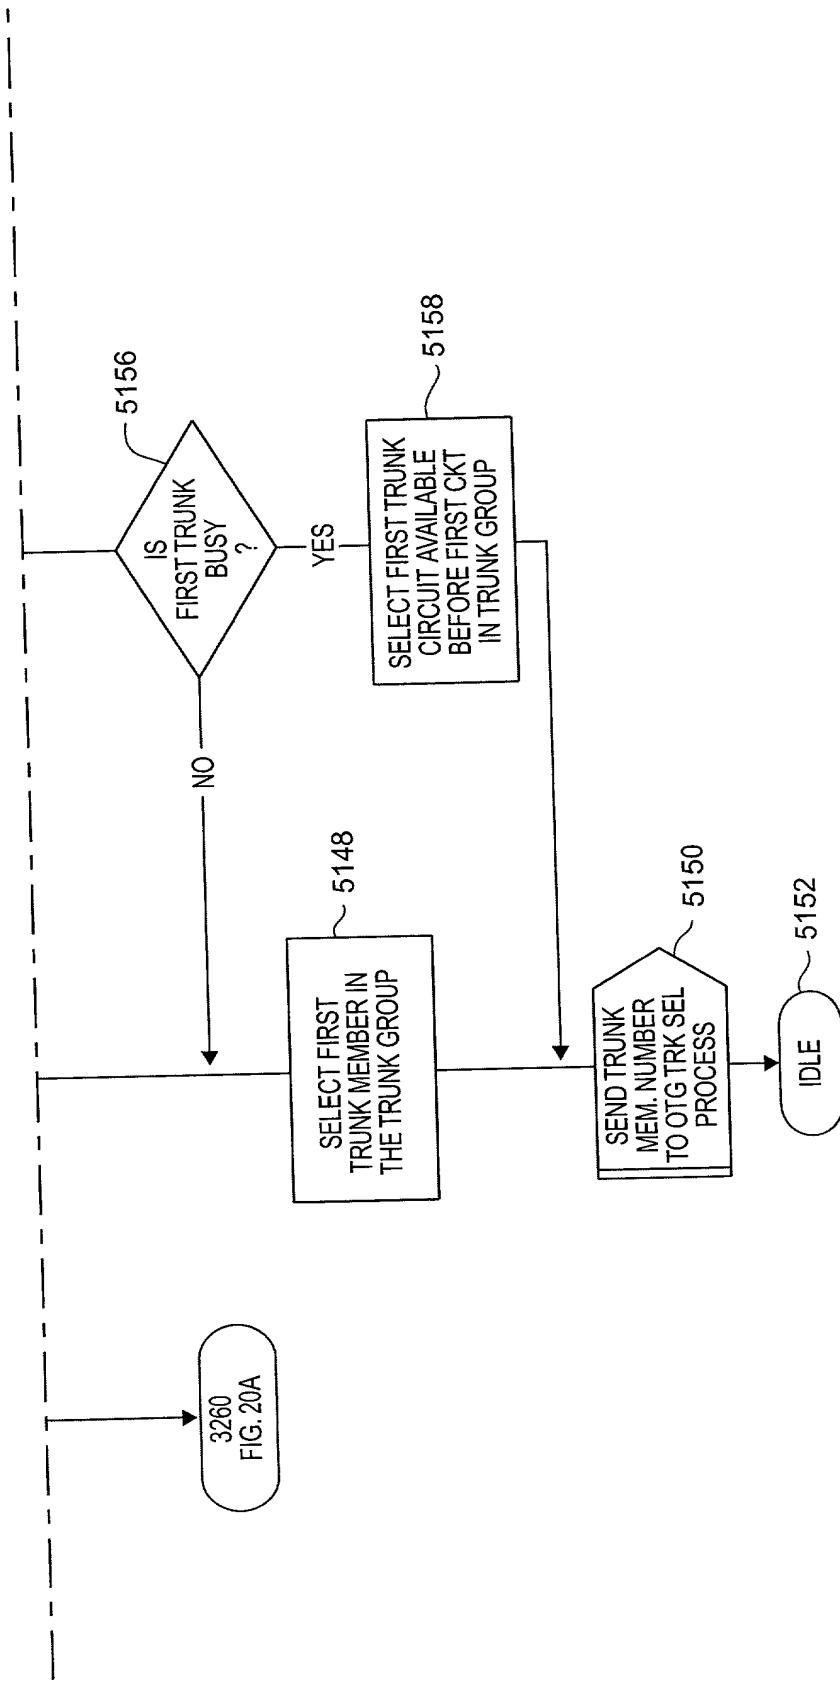 3260
FIG. 20A
IS
FIRST TRUNK
BUSY
?
5156
NO
YES
SELECT FIRST
TRUNK MEMBER IN
THE TRUNK GROUP
5148
SELECT FIRST TRUNK
CIRCUIT AVAILABLE
BEFORE FIRST CKT
IN TRUNK GROUP
5158
SEND TRUNK
MEM. NUMBER
TO OTG TRK SEL
PROCESS
5150
IDLE
5152